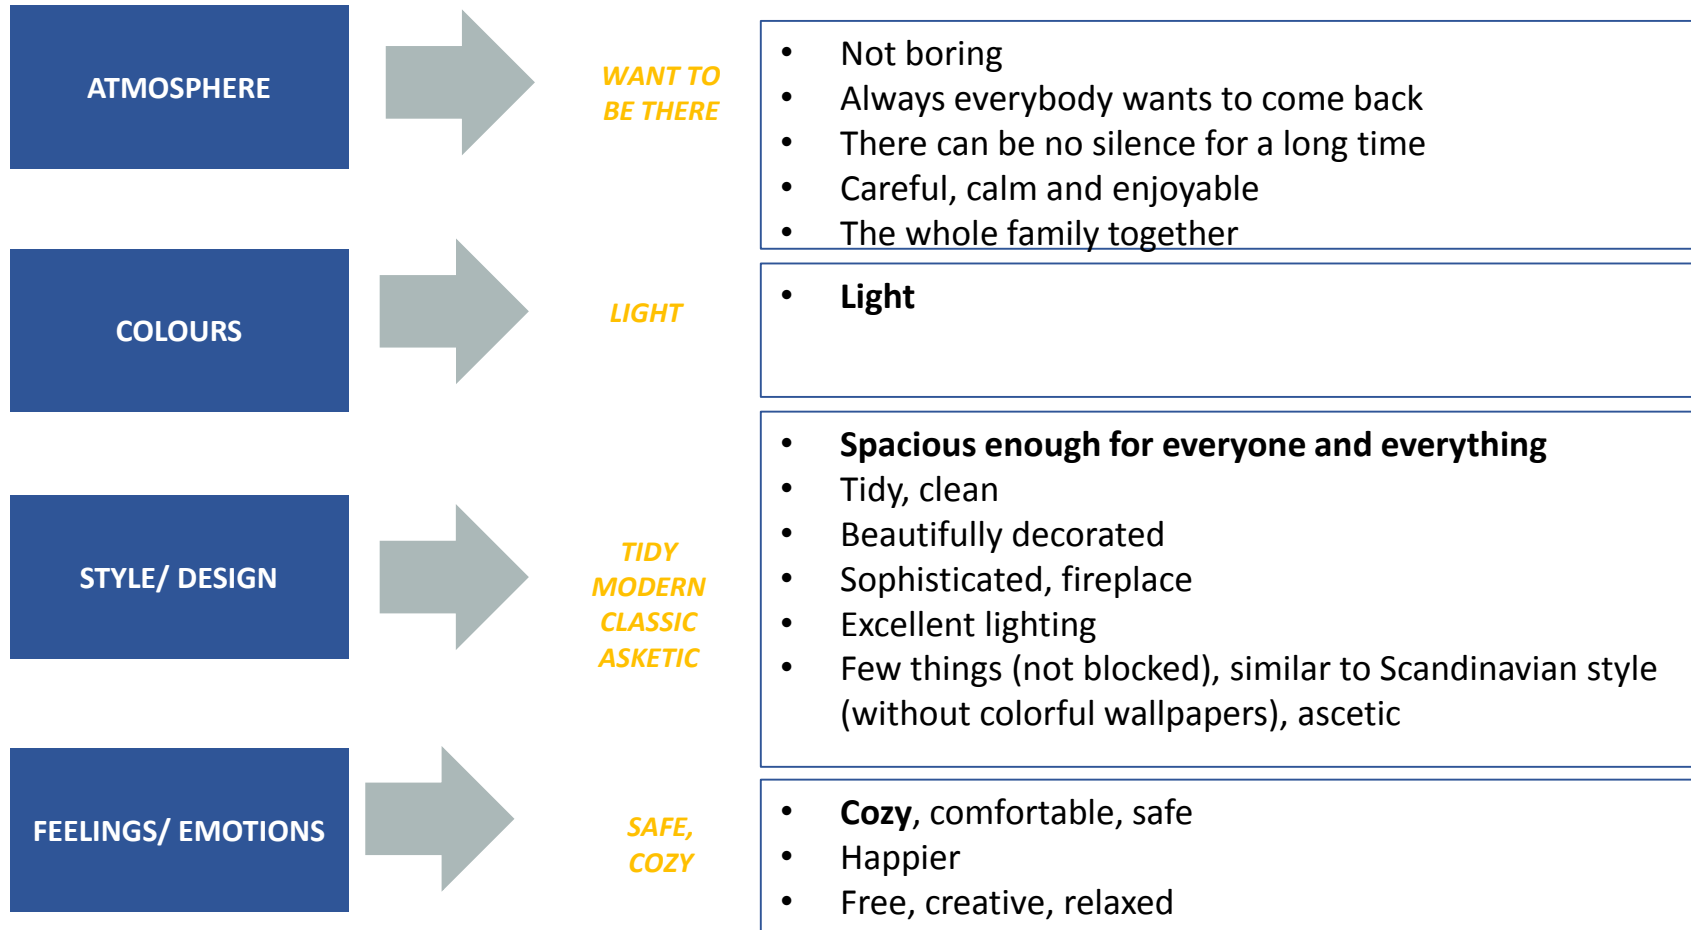 ATMOSPHERE
WANT TO
BE THERE
• Not boring
• Always everybody wants to come back
• There can be no silence for a long time
• Careful, calm and enjoyable
• The whole family together
COLOURS
LIGHT
• Light
STYLE/ DESIGN
TIDY
MODERN
CLASSIC
ASKETIC
• Spacious enough for everyone and everything
• Tidy, clean
• Beautifully decorated
• Sophisticated, fireplace
• Excellent lighting
• Few things (not blocked), similar to Scandinavian style
(without colorful wallpapers), ascetic
FEELINGS/ EMOTIONS
SAFE,
COZY
• Cozy, comfortable, safe
• Happier
• Free, creative, relaxed